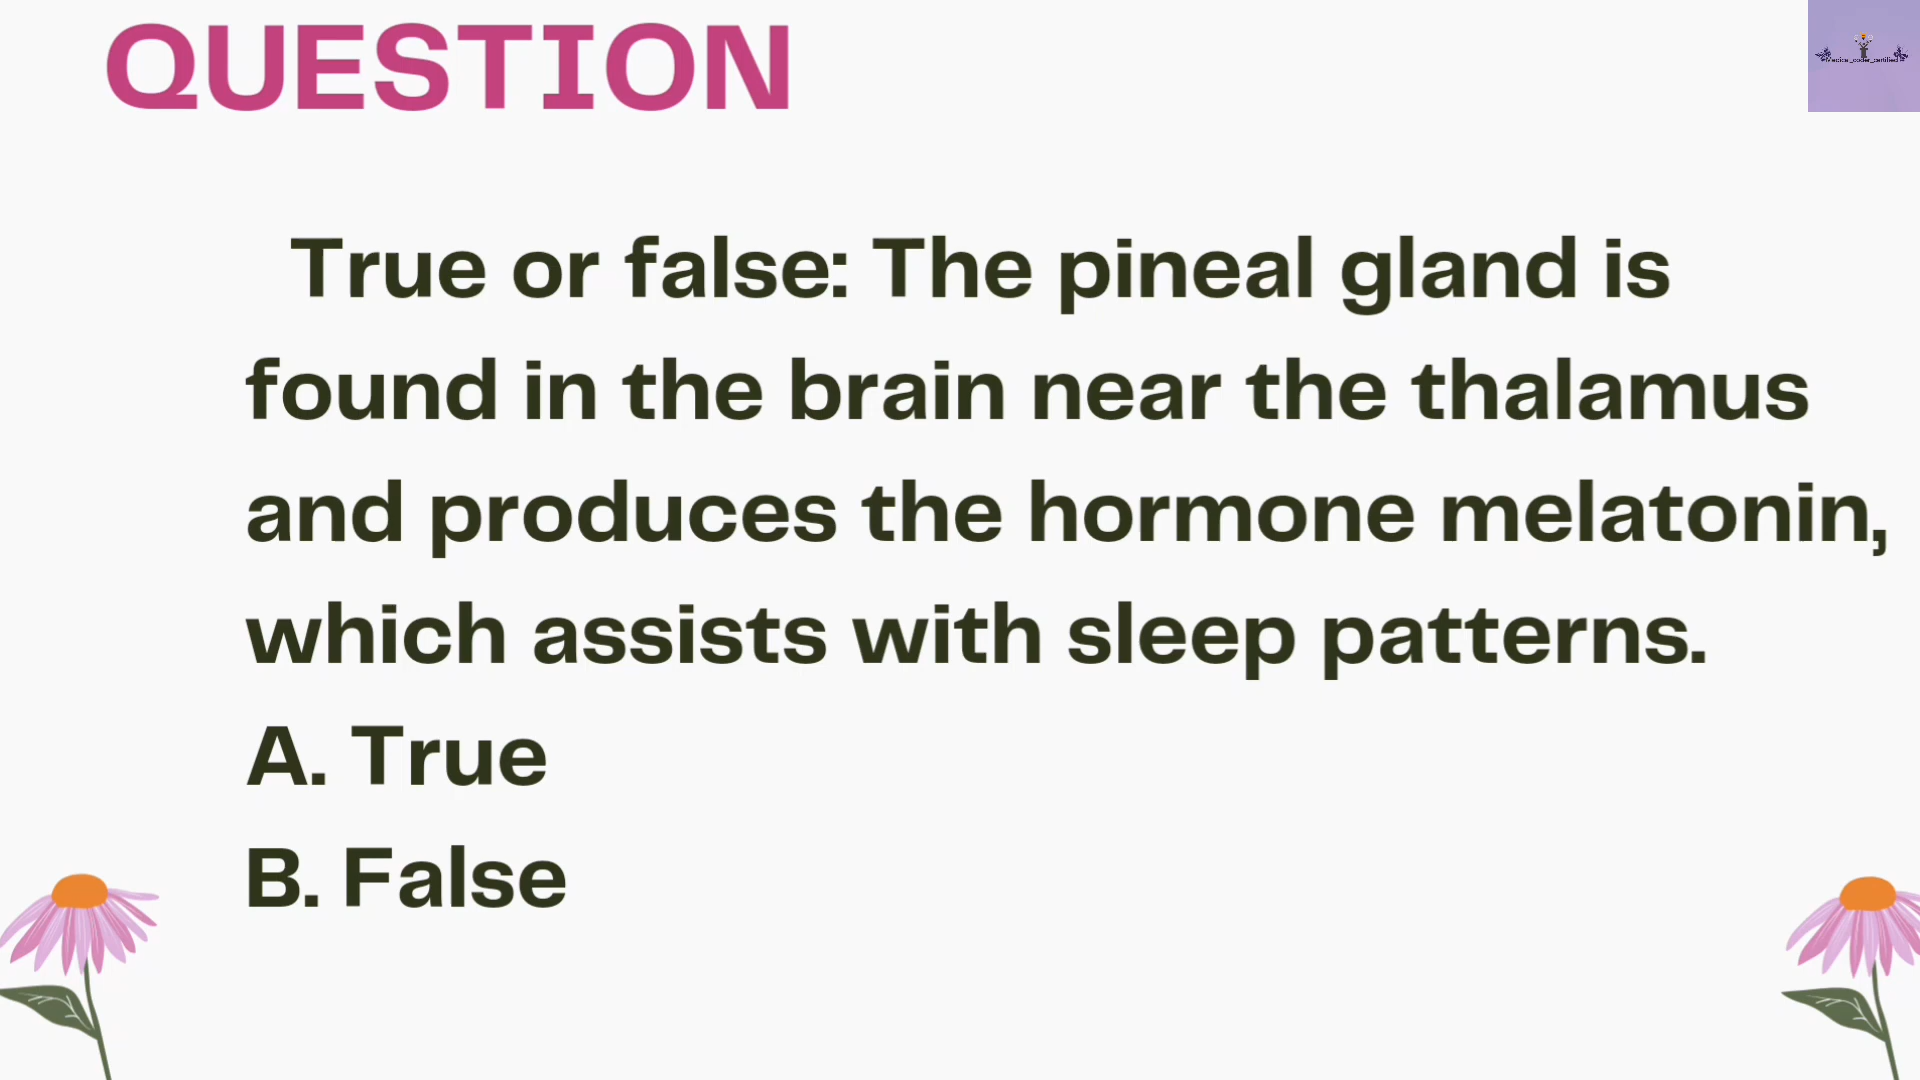 QUESTION
True or false: The pineal gland is
found in the brain near the thalamus
and produces the hormone melatonin,
which assists with sleep patterns.
A. True
B. False